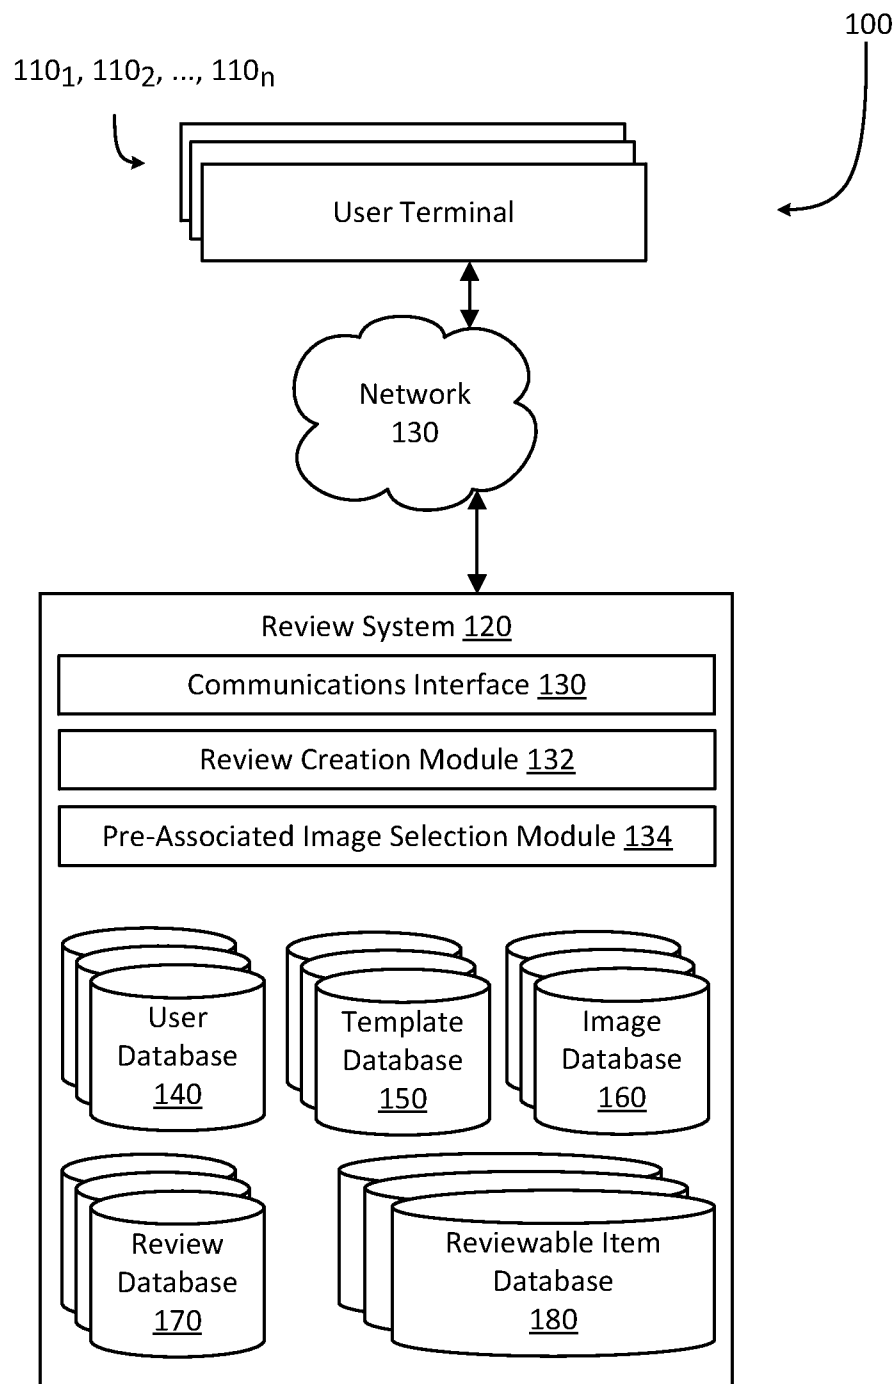 100
110₁, 110₂, ..., 110ₙ
User Terminal
Network
130
Review System 120
Communications Interface 130
Review Creation Module 132
Pre-Associated Image Selection Module 134
User
Database
140
Template
Database
150
Image
Database
160
Review
Database
170
Reviewable Item
Database
180